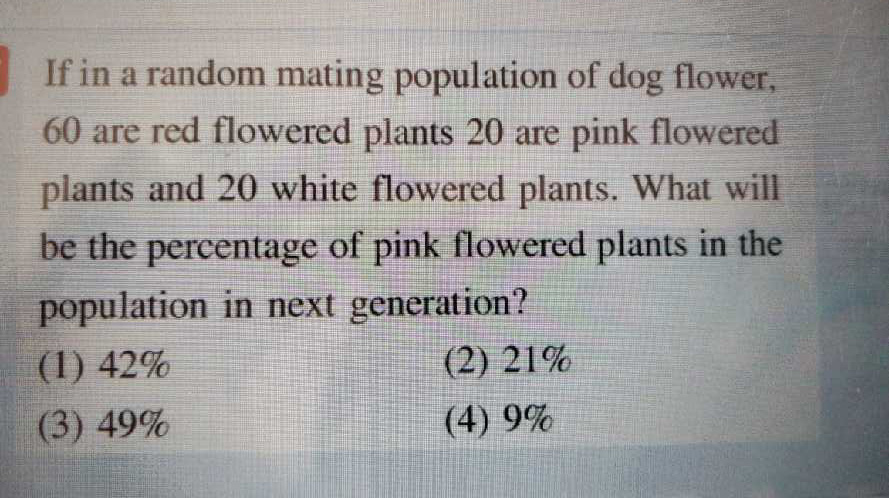 If in a random mating population of dog flower,
60 are red flowered plants 20 are pink flowered
plants and 20 white flowered plants. What will
be the percentage of pink flowered plants in the
population in next generation?
(1) 42% (2) 21%
(3) 49% (4) 9%